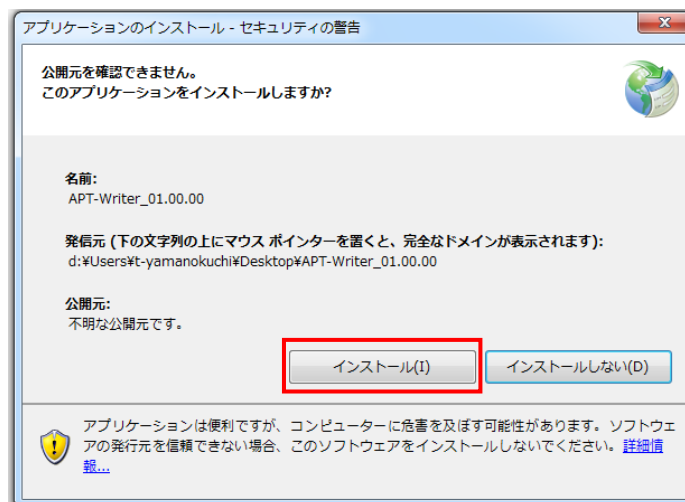 アプリケーションのインストール - セキュリティの警告
公開元を確認できません。
このアプリケーションをインストールしますか?
名前:
APT-Writer_01.00.00
発信元 (下の文字列の上にマウス ポインターを置くと、完全なドメインが表示されます):
d:¥Users¥t-yamanokuchi¥Desktop¥APT-Writer_01.00.00
公開元:
不明な公開元です。
インストール(I)
インストールしない(D)
アプリケーションは便利ですが、コンピューターに危害を及ぼす可能性があります。ソフトウェ
アの発行元を信頼できない場合、このソフトウェアをインストールしないでください。詳細情
報...